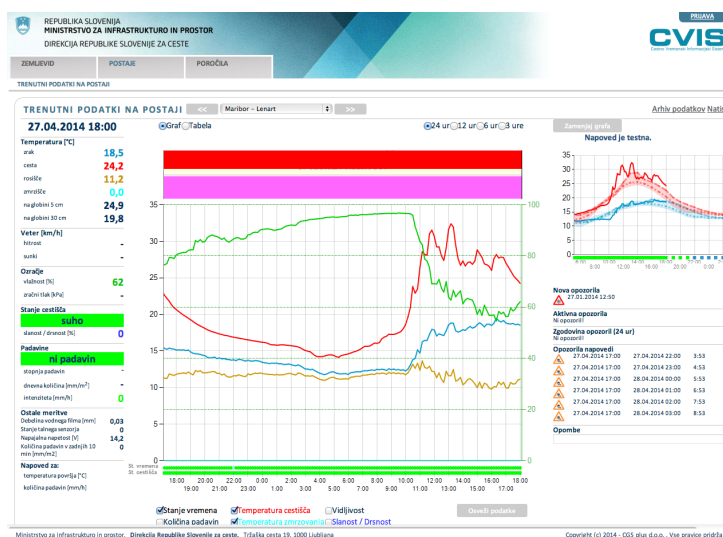 REPUBLIKA SLOVENIJA
MINISTRSTVO ZA INFRASTRUKTURO IN PROSTOR
DIREKCIJA REPUBLIKE SLOVENIJE ZA CESTE
PRIJAVA
CVIS
ZEMLJEVID POSTAJE POROČILA
TRENUTNI PODATKI NA POSTAJI
TRENUTNI PODATKI NA POSTAJI << Maribor - Lenart >> Arhiv podatkov Natis
27.04.2014 18:00
Graf Tabela 24 ur 12 ur 6 ur 3 ure
Zamenjaj grafe
Napoved je testna.
Temperatura [°C]
zrak 18,5
cesta 24,2
rosišče 11,2
zmrzišče 0,0
na globini 5 cm 24,9
na globini 30 cm 19,8
Veter [km/h]
hitrost -
sunki -
Ozračje
vlažnost [%] 62
zračni tlak [kPa] -
Stanje cestišča
suho
slanost / drsnost [%] 0
Padavine
ni padavin
stopnja padavin -
dnevna količina [mm/m²] -
intenziteta [mm/h] 0
Ostale meritve
Debelina vodnega filma [mm] 0,03
Stanje talnega senzorja 0
Napajalna napetost [V] 14,2
Količina padavin v zadnjih 10 min [mm/m2] 0
Napoved za:
temperatura površja [°C]
količina padavin [mm/h]
35
30
25
20
15
10
5
0
100
80
60
40
20
0
St. vremena
St. cestišča
18:00 20:00 22:00 0:00 2:00 4:00 6:00 8:00 10:00 12:00 14:00 16:00 18:00
19:00 21:00 23:00 1:00 3:00 5:00 7:00 9:00 11:00 13:00 15:00 17:00
Stanje vremena Temperatura cestišča Vidljivost
Količina padavin Temperatura zmrzovanja Slanost / Drsnost
Osveži podatke
35
30
25
20
15
10
5
0
8:00 12:00 16:00 20:00 0:00
Nova opozorila
27.01.2014 12:50
Aktivna opozorila
Ni opozoril!
Zgodovina opozoril (24 ur)
Ni opozoril!
Opozorila napovedi
27.04.2014 17:00 27.04.2014 22:00 3:53
27.04.2014 17:00 27.04.2014 23:00 4:53
27.04.2014 17:00 28.04.2014 00:00 5:53
27.04.2014 17:00 28.04.2014 01:00 6:53
27.04.2014 17:00 28.04.2014 02:00 7:53
27.04.2014 17:00 28.04.2014 03:00 8:53
Opombe
Ministrstvo za infrastrukturo in prostor, Direkcija Republike Slovenije za ceste, Tržaška cesta 19, 1000 Ljubljana
Copyright (c) 2014 - CGS plus d.o.o. , Vse pravice pridrža